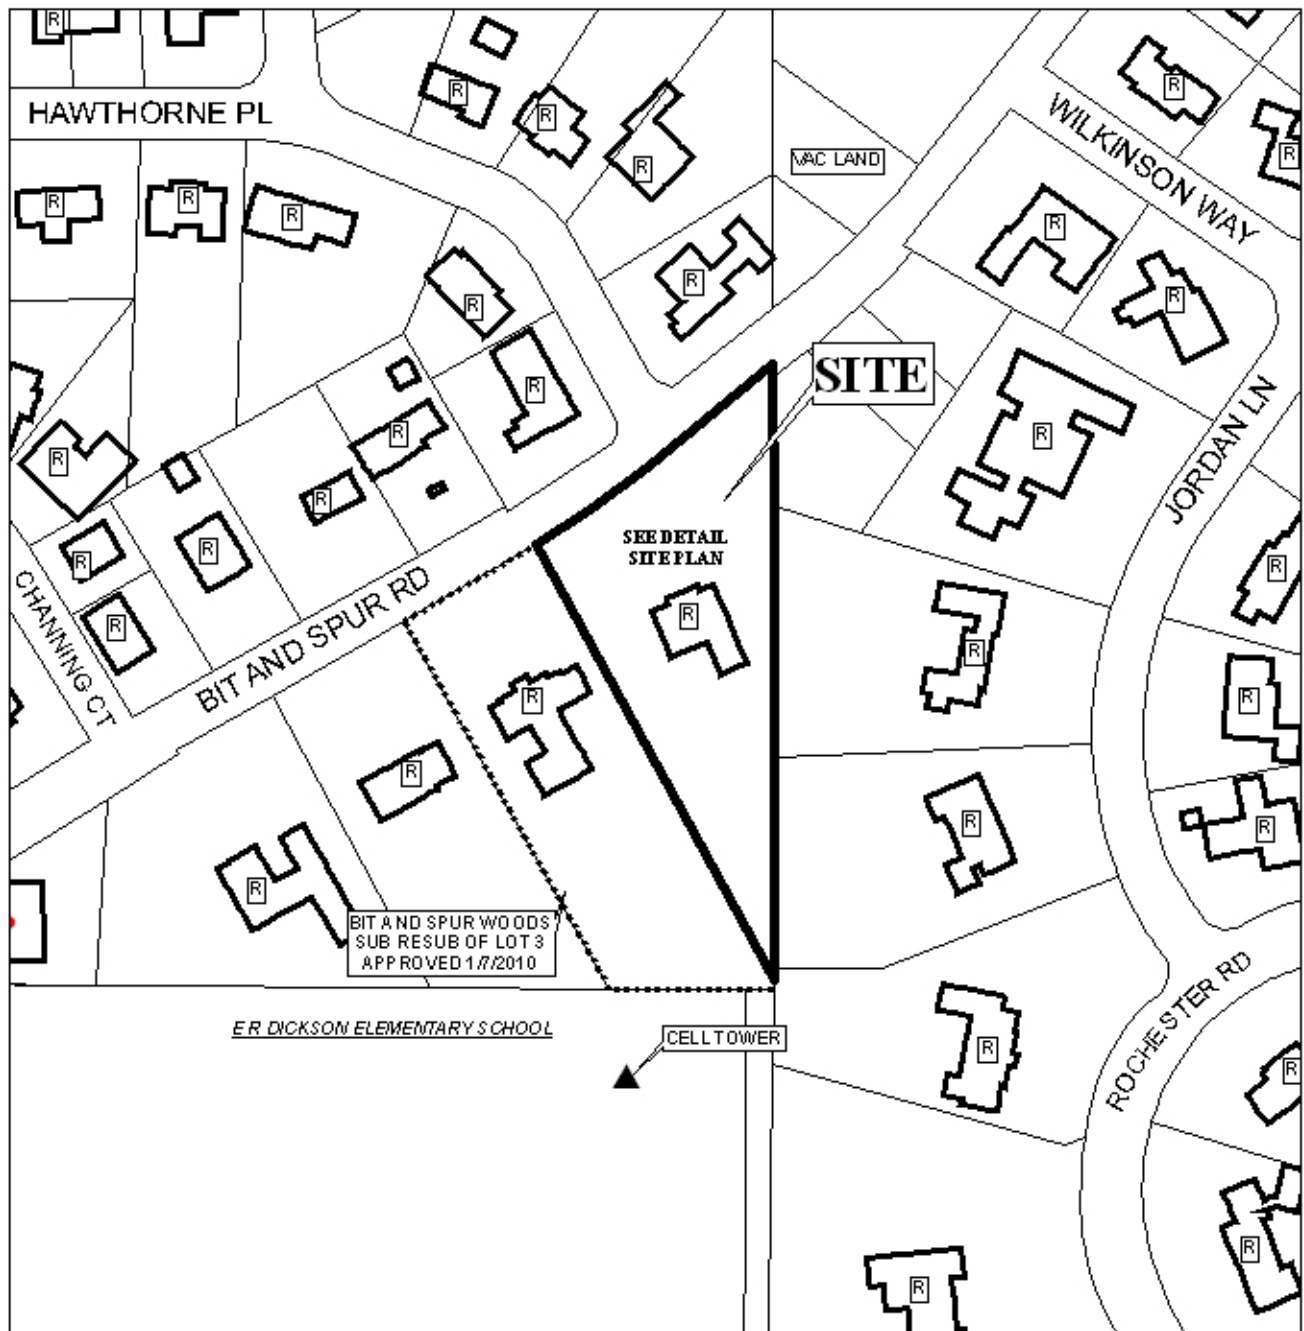 R
R
R
R
HAWTHORNE PL
WILKINSON WAY
R
R
VAC LAND
R
R
R
R
R
R
R
R
R
SITE
R
R
R
R
JORDAN LN
R
R
SEE DETAIL
SITE PLAN
R
R
R
CHANNING CT
BIT AND SPUR RD
R
R
R
R
R
R
R
R
R
BIT AND SPUR WOODS
SUB RESUB OF LOT 3
APPROVED 1/7/2010
ROCHESTER RD
E R DICKSON ELEMENTARY SCHOOL
CELL TOWER
R
R
R
R